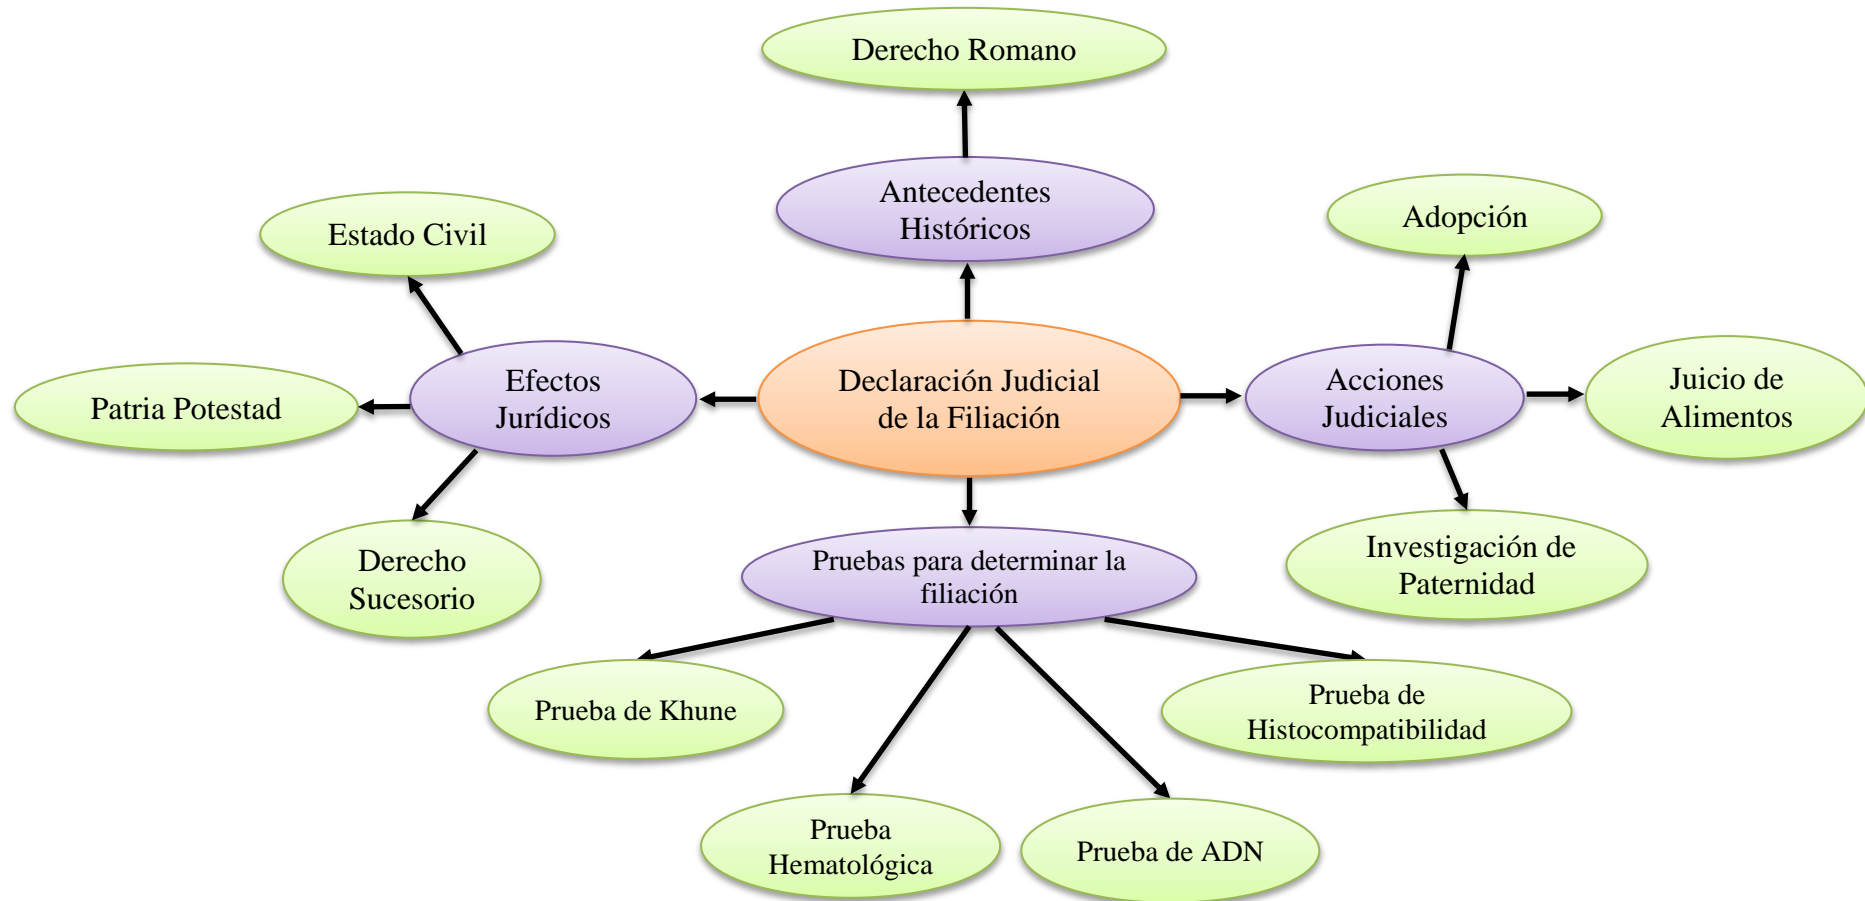 Derecho Romano
Antecedentes
Históricos
Estado Civil
Adopción
Patria Potestad
Efectos
Jurídicos
Declaración Judicial
de la Filiación
Acciones
Judiciales
Juicio de
Alimentos
Derecho
Sucesorio
Pruebas para determinar la
filiación
Investigación de
Paternidad
Prueba de Khune
Prueba de
Histocompatibilidad
Prueba
Hematológica
Prueba de ADN